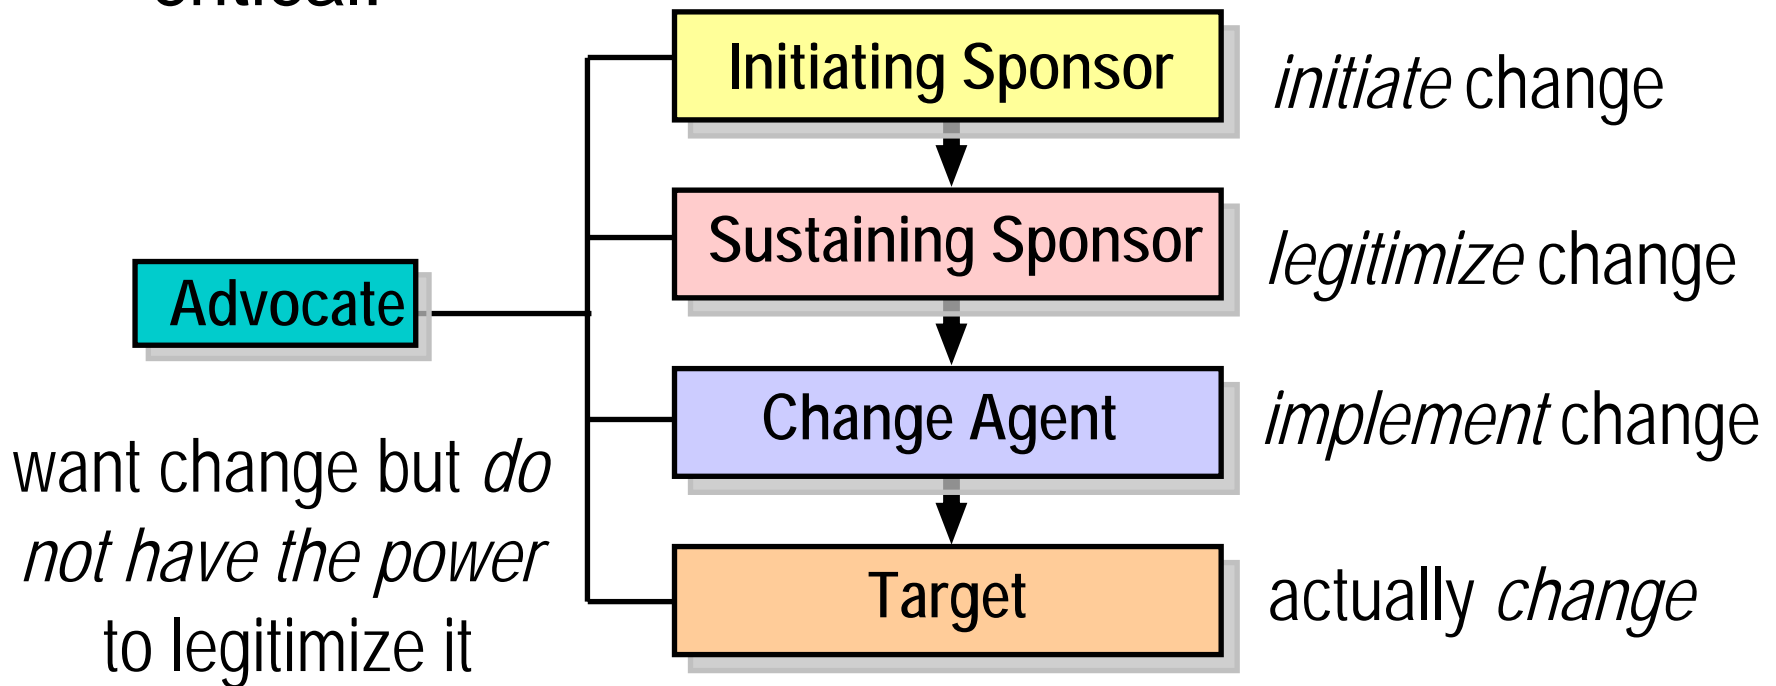 critical.
Initiating Sponsor
initiate change
Sustaining Sponsor
legitimize change
Advocate
Change Agent
implement change
want change but do
not have the power
to legitimize it
Target
actually change